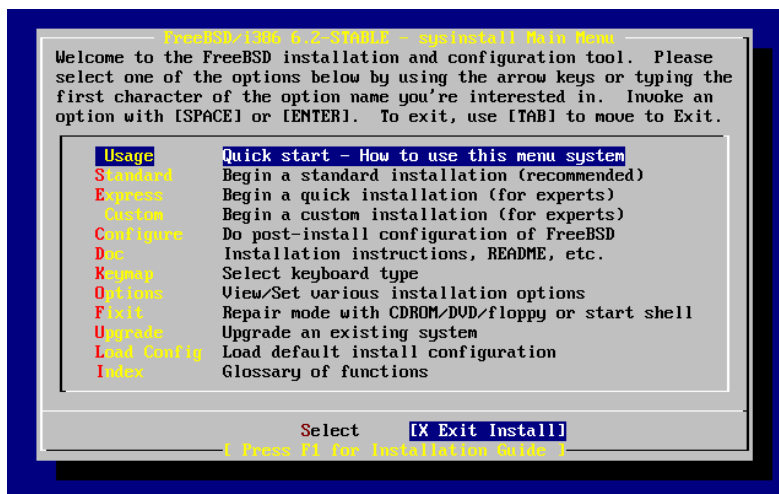 FreeBSD/i386 6.2-STABLE - sysinstall Main Menu
Welcome to the FreeBSD installation and configuration tool.  Please
select one of the options below by using the arrow keys or typing the
first character of the option name you're interested in.  Invoke an
option with [SPACE] or [ENTER].  To exit, use [TAB] to move to Exit.
Usage Quick start - How to use this menu system
Standard Begin a standard installation (recommended)
Express Begin a quick installation (for experts)
Custom Begin a custom installation (for experts)
Configure Do post-install configuration of FreeBSD
Doc Installation instructions, README, etc.
Keymap Select keyboard type
Options View/Set various installation options
Fixit Repair mode with CDROM/DVD/floppy or start shell
Upgrade Upgrade an existing system
Load Config Load default install configuration
Index Glossary of functions
Select [X Exit Install]
[ Press F1 for Installation Guide ]